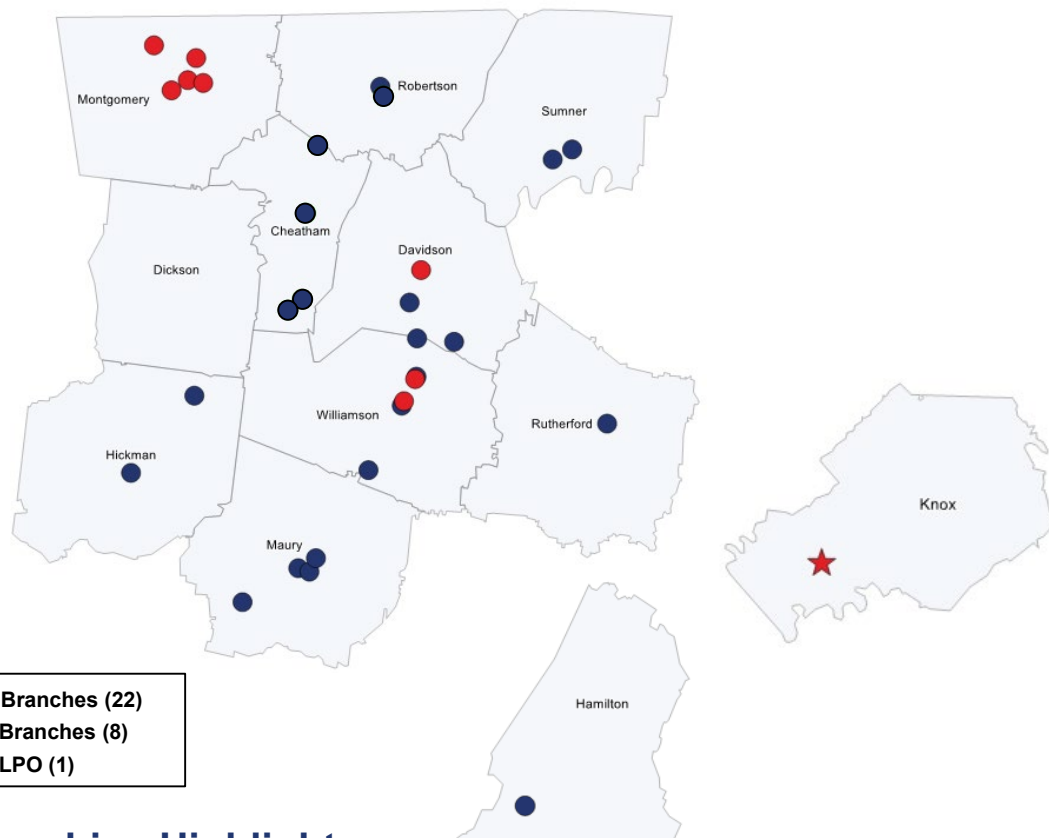 Montgomery
Robertson
Sumner
Cheatham
Davidson
Dickson
Williamson
Rutherford
Hickman
Knox
Maury
Hamilton
Branches (22)
Branches (8)
LPO (1)